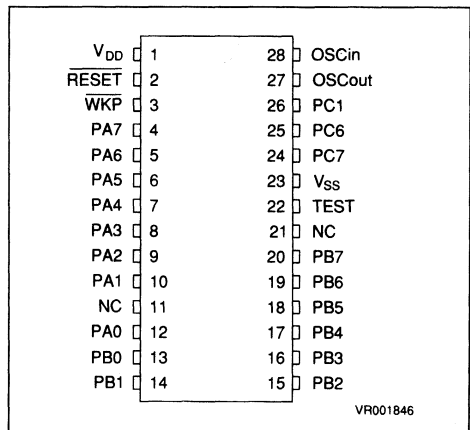 VDD 1 28 OSCin
RESET 2 27 OSCout
WKP 3 26 PC1
PA7 4 25 PC6
PA6 5 24 PC7
PA5 6 23 VSS
PA4 7 22 TEST
PA3 8 21 NC
PA2 9 20 PB7
PA1 10 19 PB6
NC 11 18 PB5
PA0 12 17 PB4
PB0 13 16 PB3
PB1 14 15 PB2
VR001846